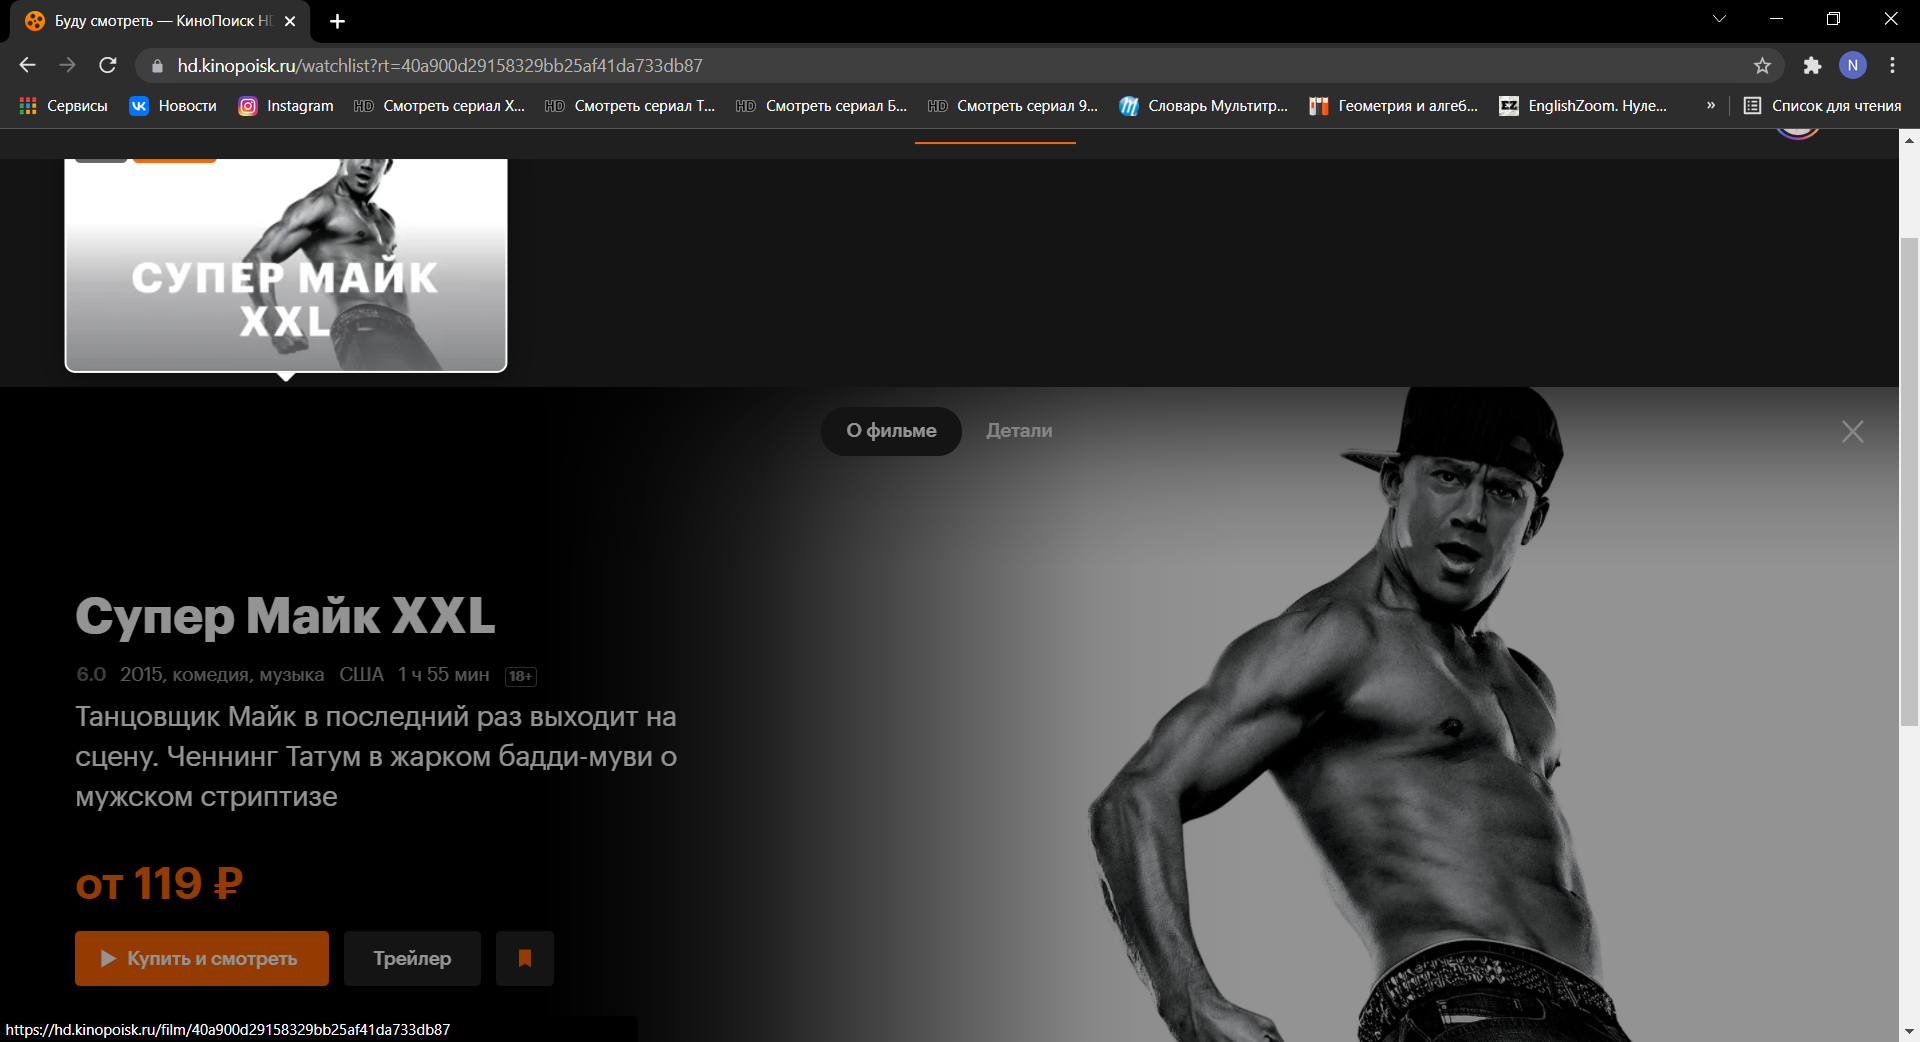 Буду смотреть — КиноПоиск HD
hd.kinopoisk.ru/watchlist?rt=40a900d29158329bb25af41da733db87
N
Сервисы
Новости
Instagram
HD Смотреть сериал Х...
HD Смотреть сериал Т...
HD Смотреть сериал Б...
HD Смотреть сериал 9...
Словарь Мультитр...
Геометрия и алгеб...
EZ EnglishZoom. Нуле...
»
Список для чтения
СУПЕР МАЙК
XXL
О фильме
Детали
Супер Майк XXL
6.0 2015, комедия, музыка США 1 ч 55 мин 18+
Танцовщик Майк в последний раз выходит на
сцену. Ченнинг Татум в жарком бадди-муви о
мужском стриптизе
от 119 ₽
Купить и смотреть
Трейлер
https://hd.kinopoisk.ru/film/40a900d29158329bb25af41da733db87